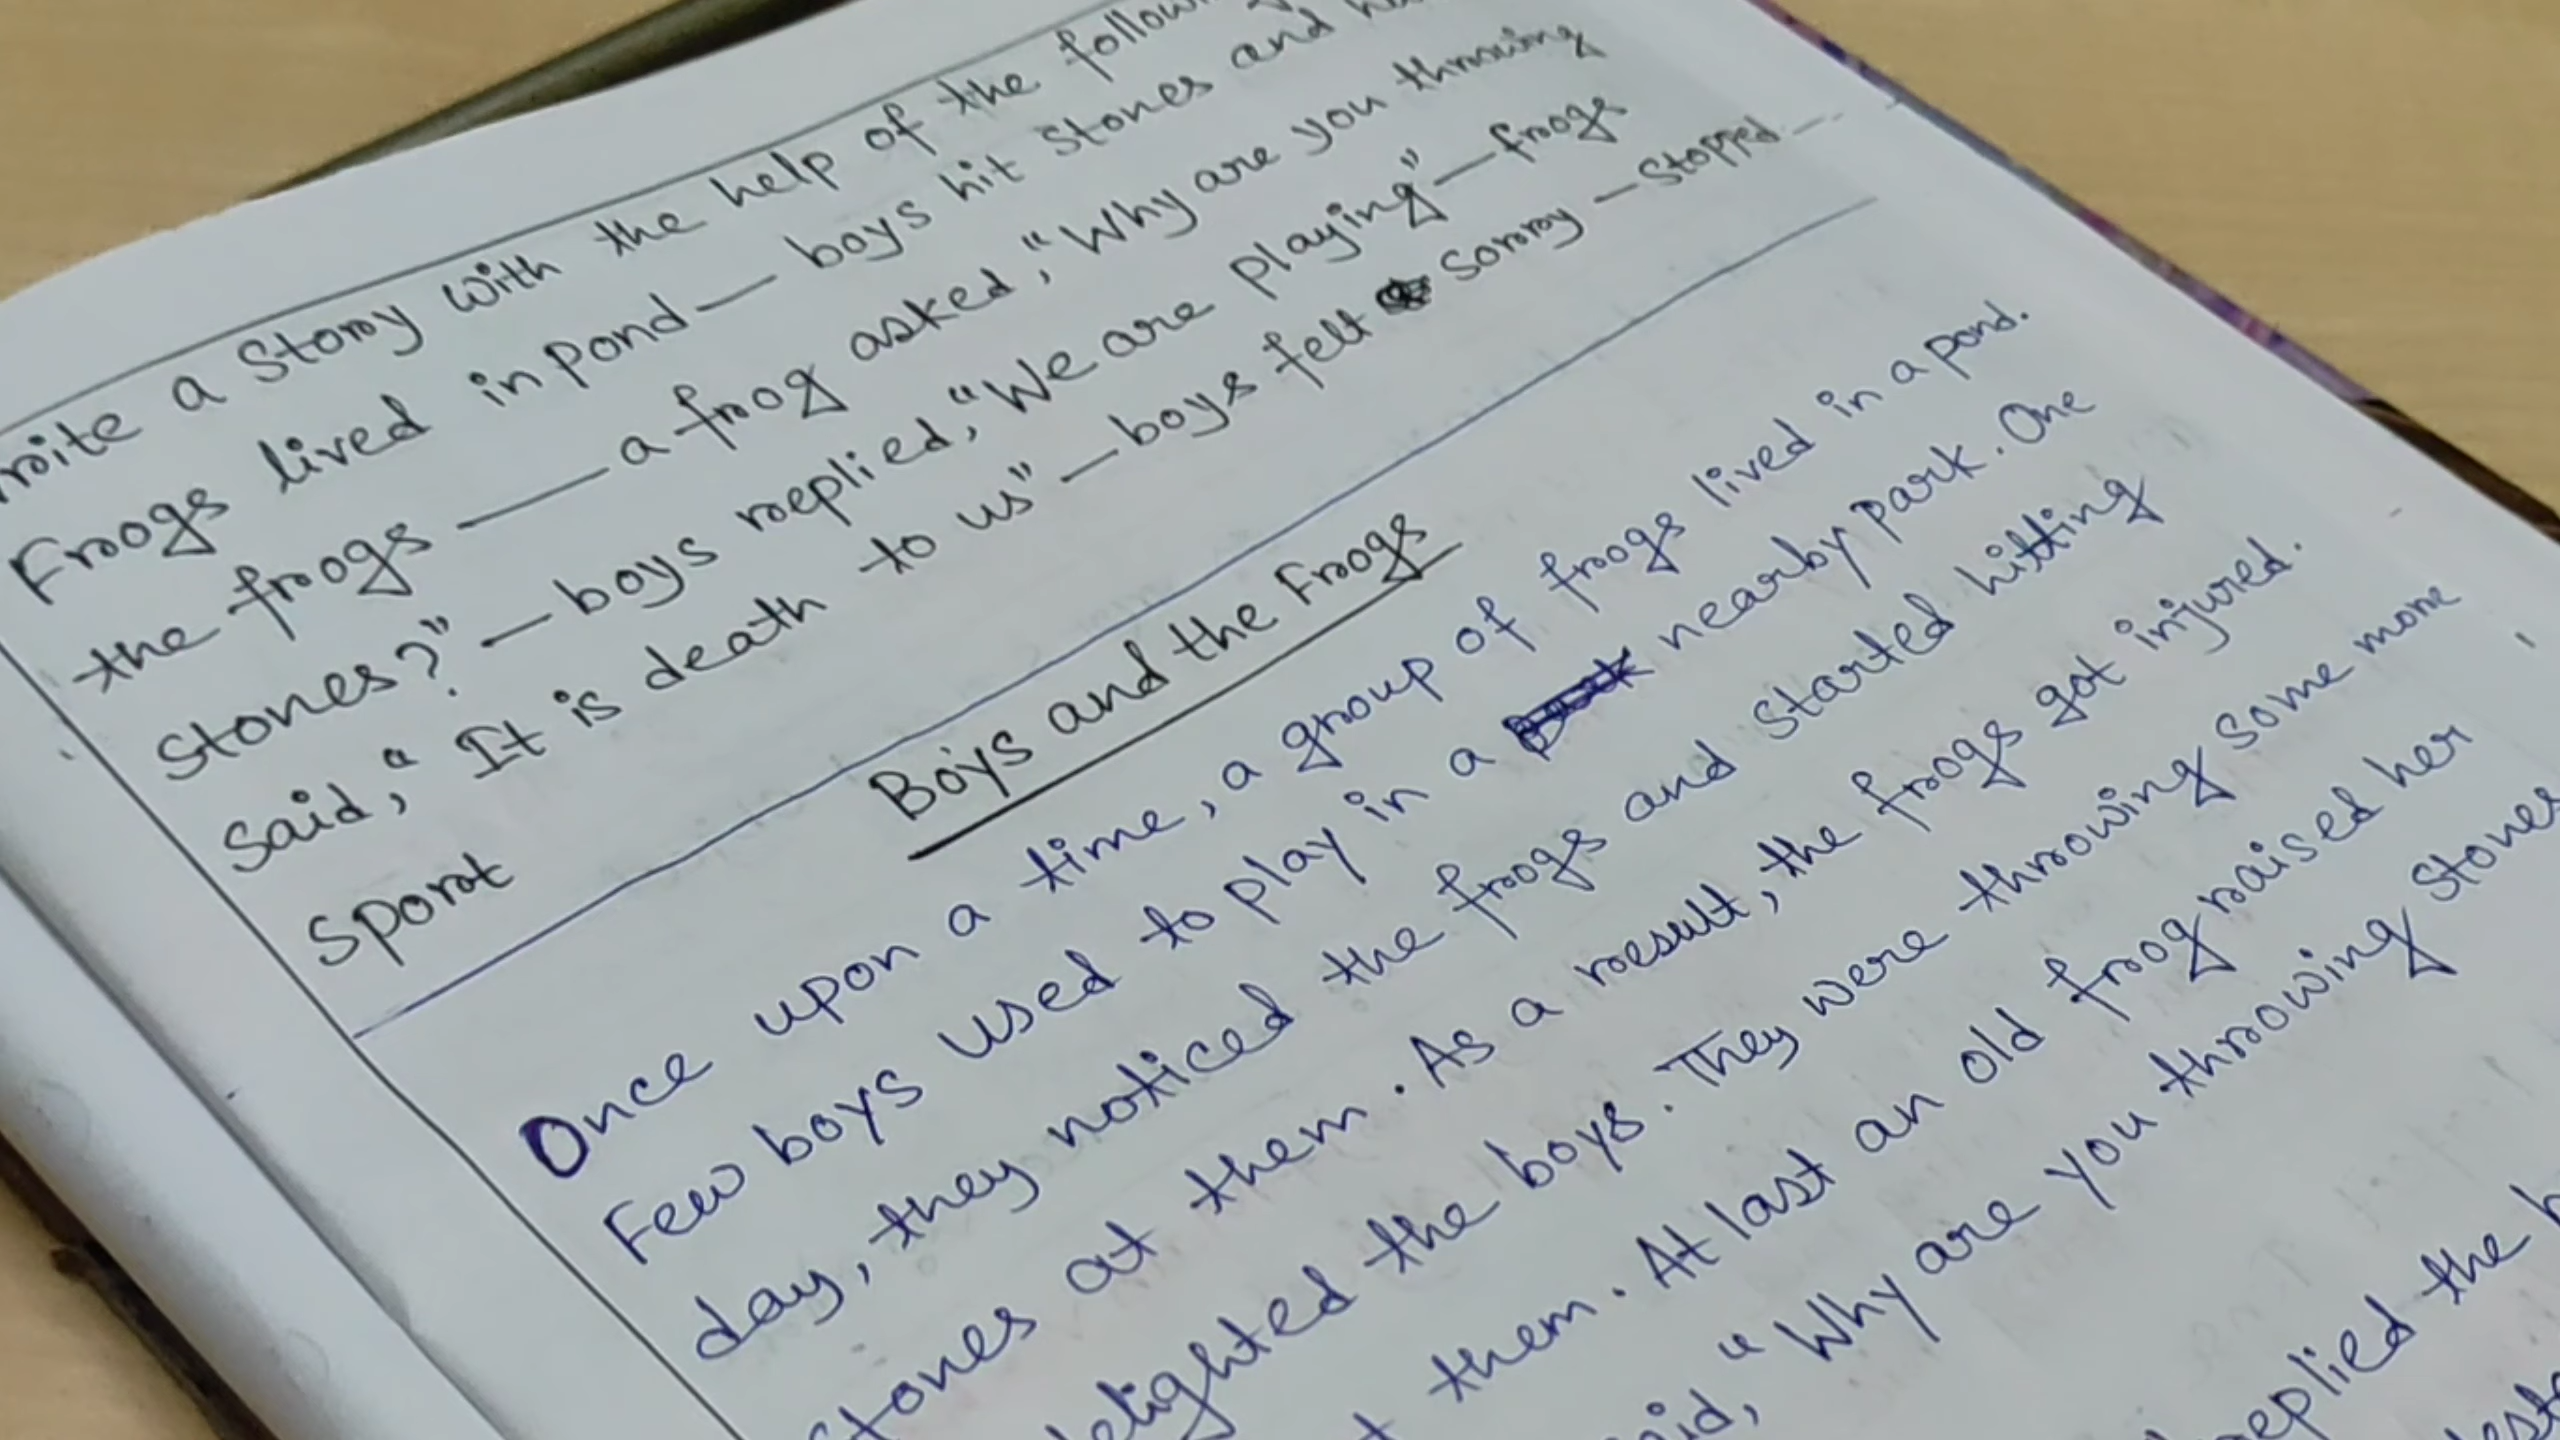 a Story with the help of the
Frogs lived in pond — boys hit stones and
the frogs — a frog asked, "Why are you throwing
stones?" — boys replied, "We are playing" — frogs
said, "It is death to us" — boys felt sorry — stopped
sport
Boys and the Frogs
Once upon a time, a group of frogs lived in a pond.
Few boys used to play in a nearby park. One
day, they noticed the frogs and started hitting
stones at them. As a result, the frogs got injured.
delighted the boys. They were throwing some more
them. At last an old frog raised her
"Why are you throwing stones
replied the